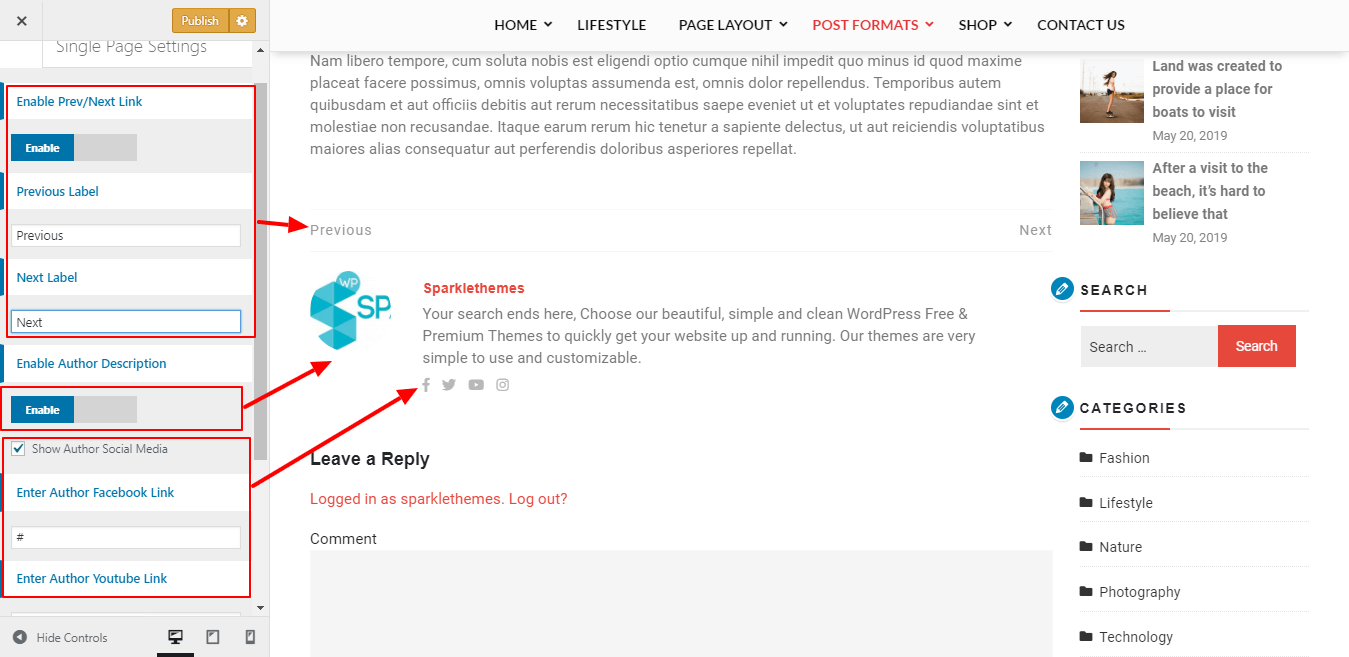 Publish
Single Page Settings
Enable Prev/Next Link
Enable
Previous Label
Previous
Next Label
Next
Enable Author Description
Enable
Show Author Social Media
Enter Author Facebook Link
#
Enter Author Youtube Link
Hide Controls
HOME
LIFESTYLE
PAGE LAYOUT
POST FORMATS
SHOP
CONTACT US
Nam libero tempore, cum soluta nobis est eligendi optio cumque nihil impedit quo minus id quod maxime
placeat facere possimus, omnis voluptas assumenda est, omnis dolor repellendus. Temporibus autem
quibusdam et aut officiis debitis aut rerum necessitatibus saepe eveniet ut et voluptates repudiandae sint et
molestiae non recusandae. Itaque earum rerum hic tenetur a sapiente delectus, ut aut reiciendis voluptatibus
maiores alias consequatur aut perferendis doloribus asperiores repellat.
Previous
Next
WP
SP
Sparklethemes
Your search ends here, Choose our beautiful, simple and clean WordPress Free &
Premium Themes to quickly get your website up and running. Our themes are very
simple to use and customizable.
Leave a Reply
Logged in as sparklethemes. Log out?
Comment
Land was created to
provide a place for
boats to visit
May 20, 2019
After a visit to the
beach, it’s hard to
believe that
May 20, 2019
SEARCH
Search …
Search
CATEGORIES
Fashion
Lifestyle
Nature
Photography
Technology